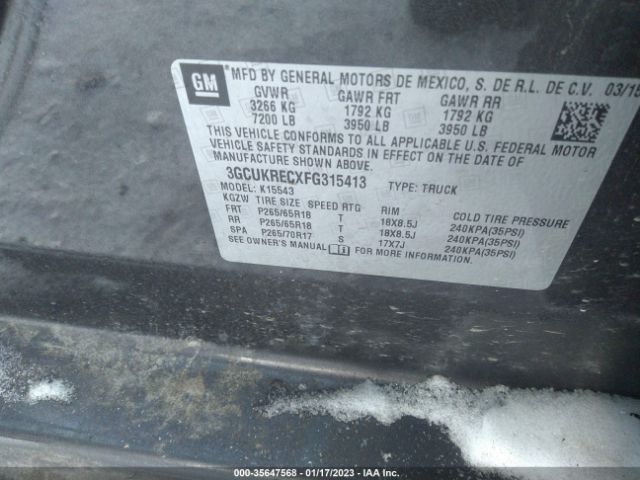 GM
MFD BY GENERAL MOTORS DE MEXICO, S. DE R.L. DE C.V. 03/15
GVWR GAWR FRT GAWR RR
3266 KG 1792 KG 1792 KG
7200 LB 3950 LB 3950 LB
THIS VEHICLE CONFORMS TO ALL APPLICABLE U.S. FEDERAL MOTOR
VEHICLE SAFETY STANDARDS IN EFFECT ON THE DATE OF
MANUFACTURE SHOWN ABOVE.
3GCUKRECXFG315413 TYPE: TRUCK
MODEL: K15543
KGZW TIRE SIZE SPEED RTG RIM COLD TIRE PRESSURE
FRT P265/65R18 T 18X8.5J 240KPA(35PSI)
RR P265/65R18 T 18X8.5J 240KPA(35PSI)
SPA P265/70R17 S 17X7J 240KPA(35PSI)
SEE OWNER'S MANUAL FOR MORE INFORMATION.
000-35647568 — 01/17/2023 — IAA Inc.